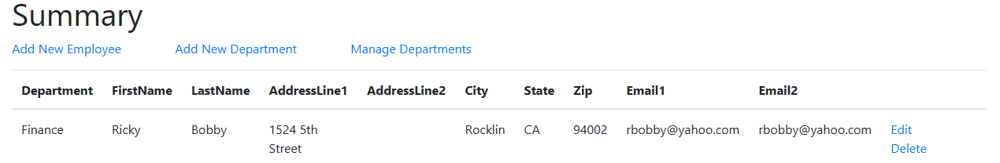 Summary
Add New Employee Add New Department Manage Departments
Department FirstName LastName AddressLine1 AddressLine2 City State Zip Email1 Email2
Finance Ricky Bobby 1524 5th Rocklin CA 94002 rbobby@yahoo.com rbobby@yahoo.com Edit
Street Delete